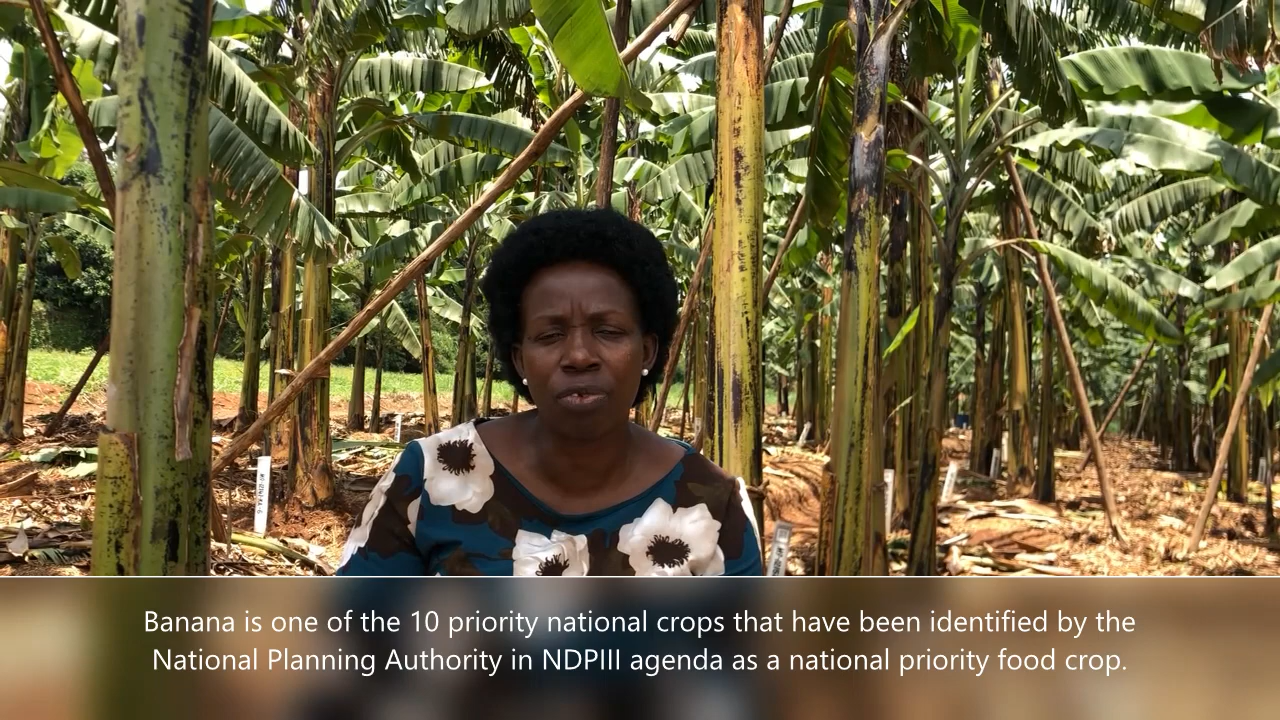 Banana is one of the 10 priority national crops that have been identified by the
National Planning Authority in NDPIII agenda as a national priority food crop.